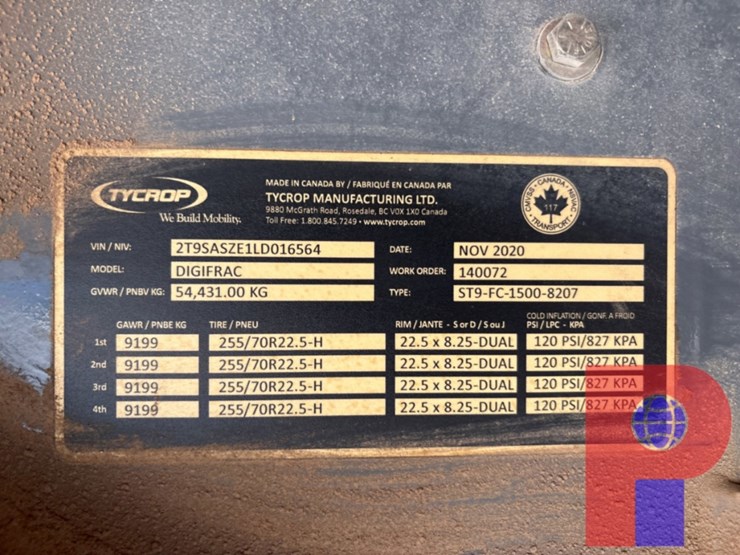 TYCROP
We Build Mobility.
MADE IN CANADA BY / FABRIQUÉ EN CANADA PAR
TYCROP MANUFACTURING LTD.
9880 McGrath Road, Rosedale, BC V0X 1X0 Canada
Toll Free: 1.800.845.7249 • www.tycrop.com
CANADA
TRANSPORT
117
VIN / NIV: 2T9SASZE1LD016564 DATE: NOV 2020
MODEL: DIGIFRAC WORK ORDER: 140072
GVWR / PNBV KG: 54,431.00 KG TYPE: ST9-FC-1500-8207
GAWR / PNBE KG TIRE / PNEU RIM / JANTE - S or D / S ou J COLD INFLATION / GONF. A FROID
PSI / LPC - KPA
1st 9199 255/70R22.5-H 22.5 x 8.25-DUAL 120 PSI/827 KPA
2nd 9199 255/70R22.5-H 22.5 x 8.25-DUAL 120 PSI/827 KPA
3rd 9199 255/70R22.5-H 22.5 x 8.25-DUAL 120 PSI/827 KPA
4th 9199 255/70R22.5-H 22.5 x 8.25-DUAL 120 PSI/827 KPA